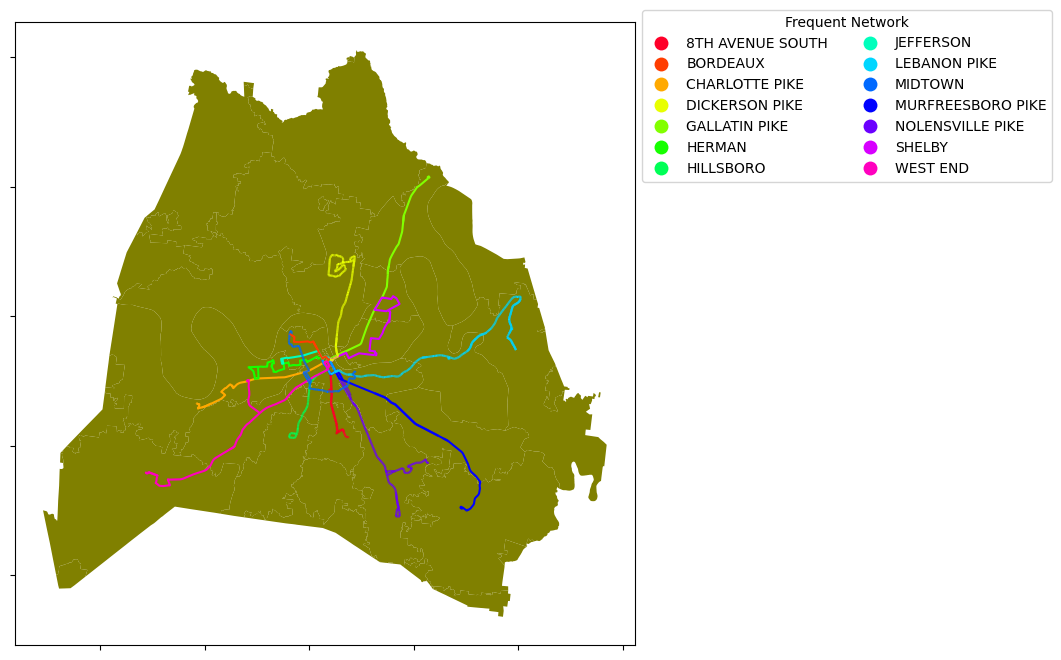 Frequent Network
8TH AVENUE SOUTH
BORDEAUX
CHARLOTTE PIKE
DICKERSON PIKE
GALLATIN PIKE
HERMAN
HILLSBORO
JEFFERSON
LEBANON PIKE
MIDTOWN
MURFREESBORO PIKE
NOLENSVILLE PIKE
SHELBY
WEST END